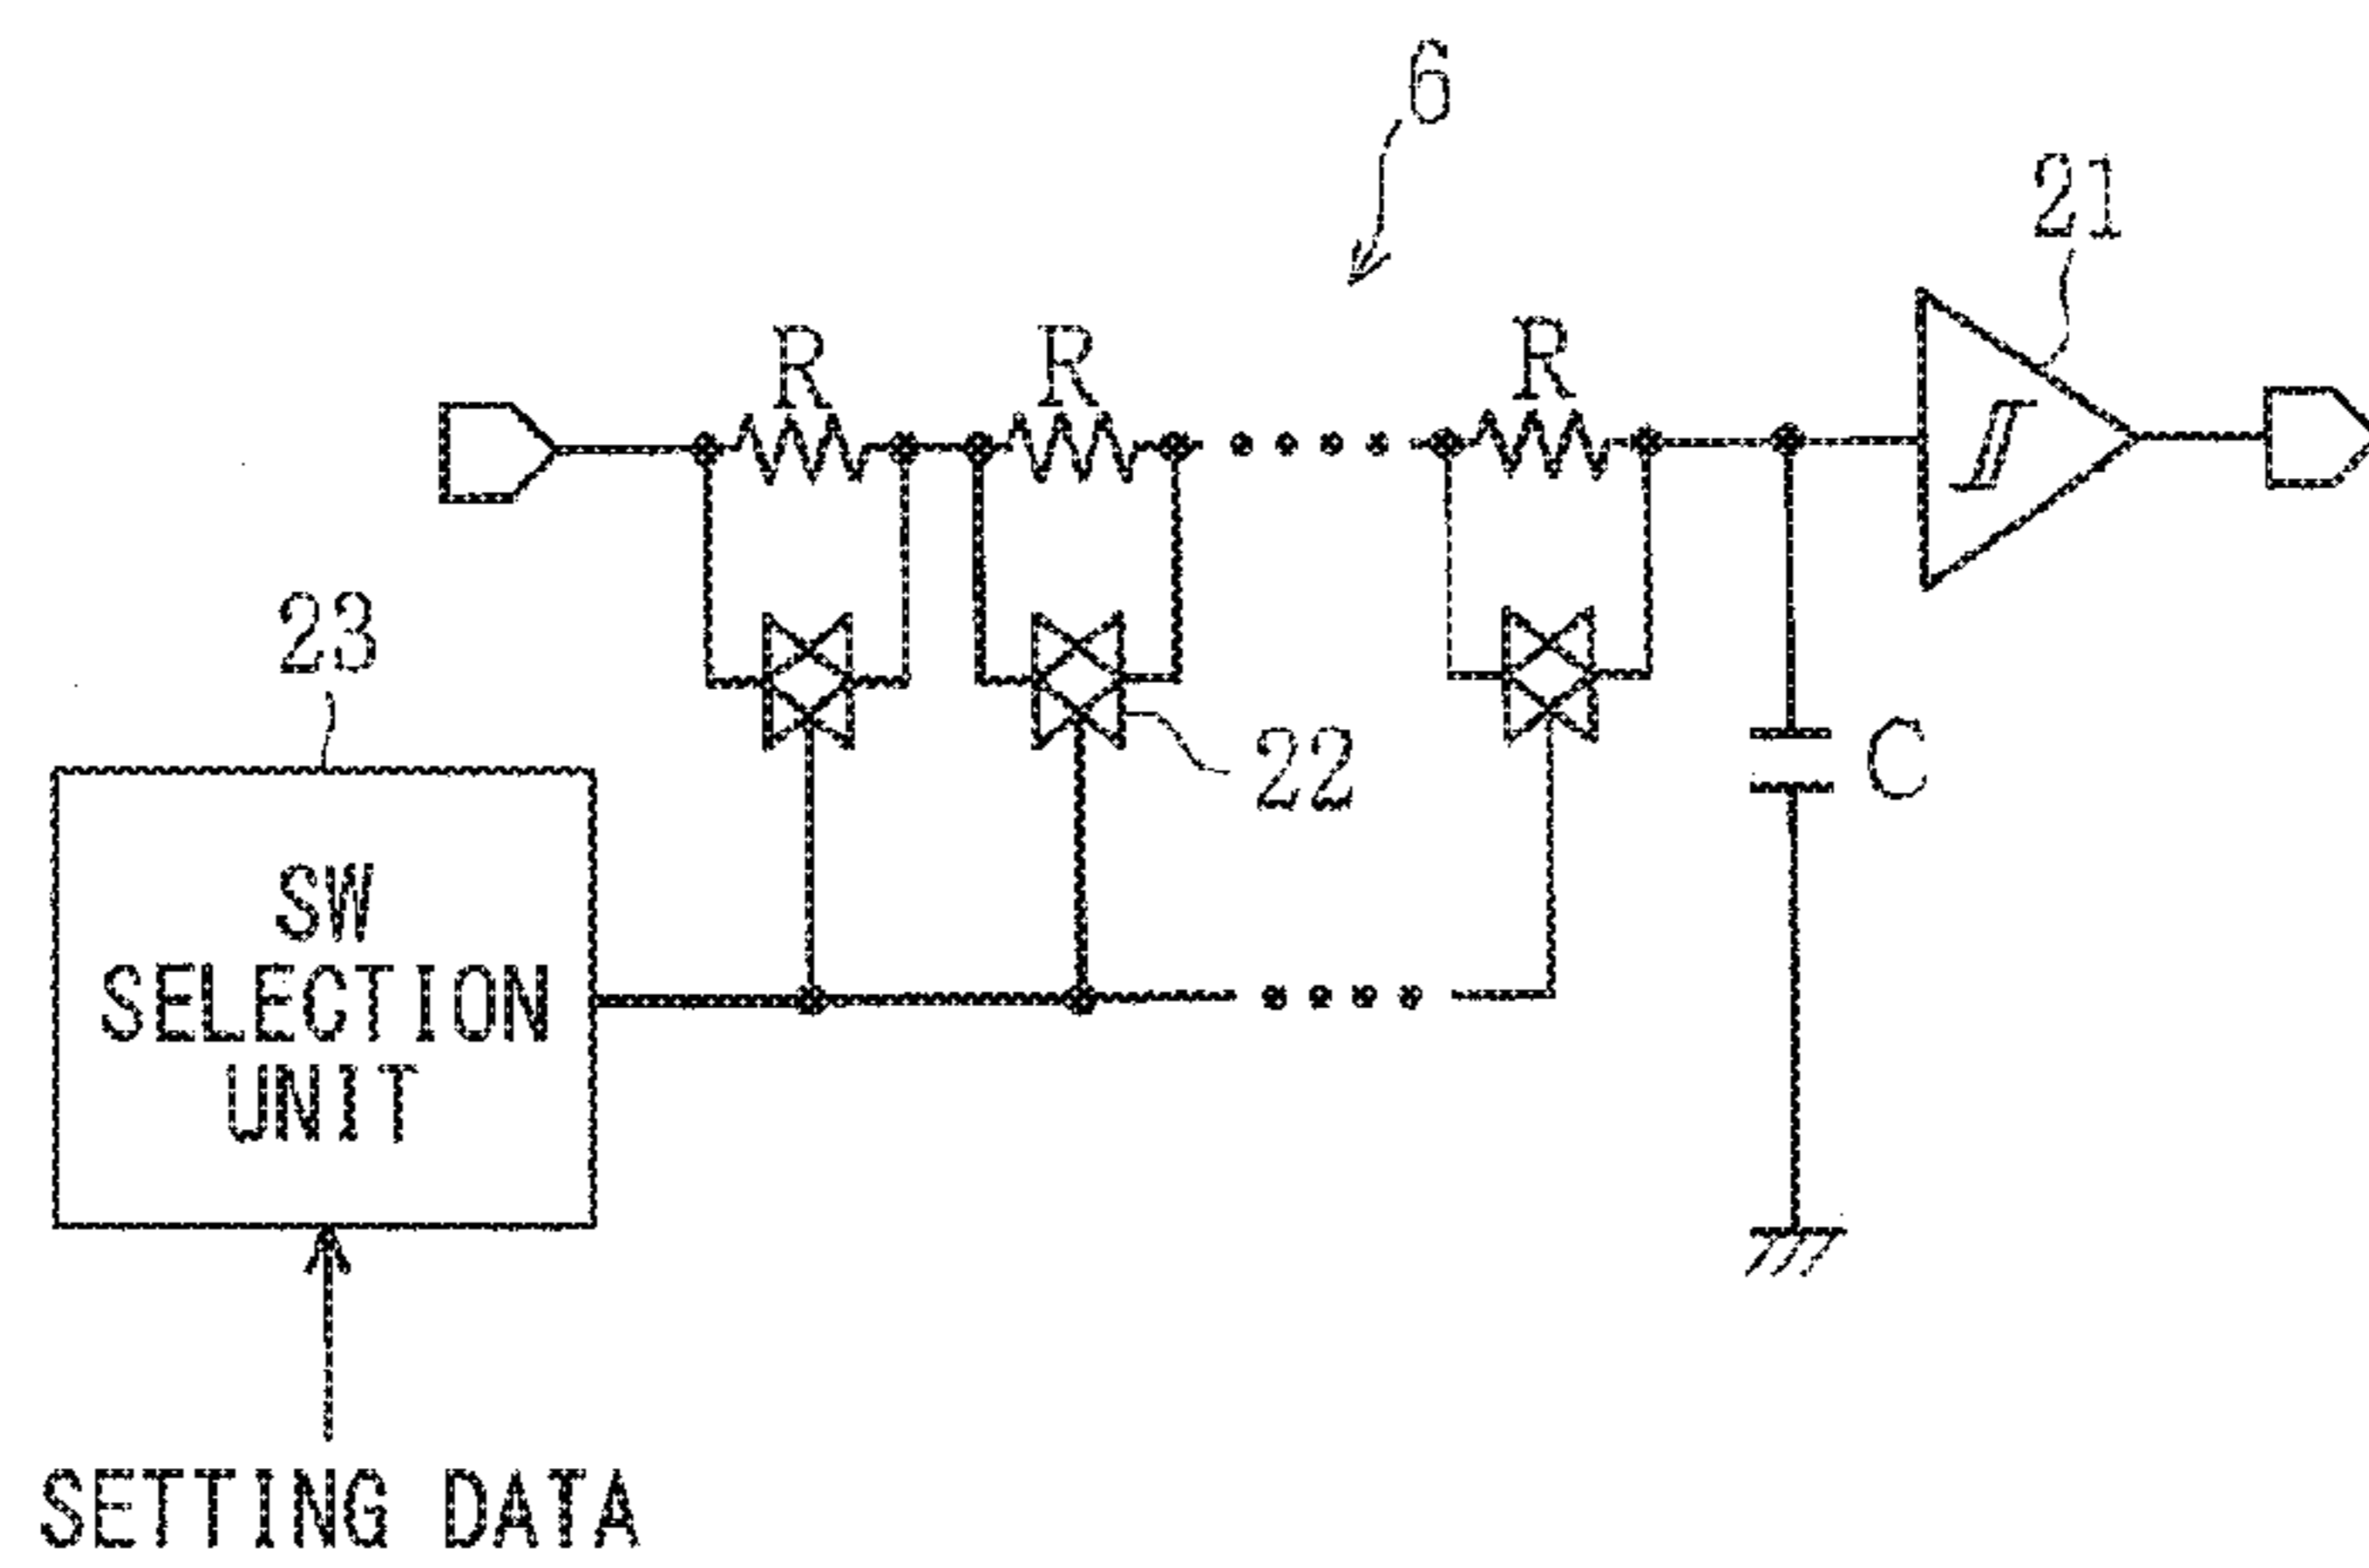 6
21
R R R
23
22
C
SW
SELECTION
UNIT
SETTING DATA